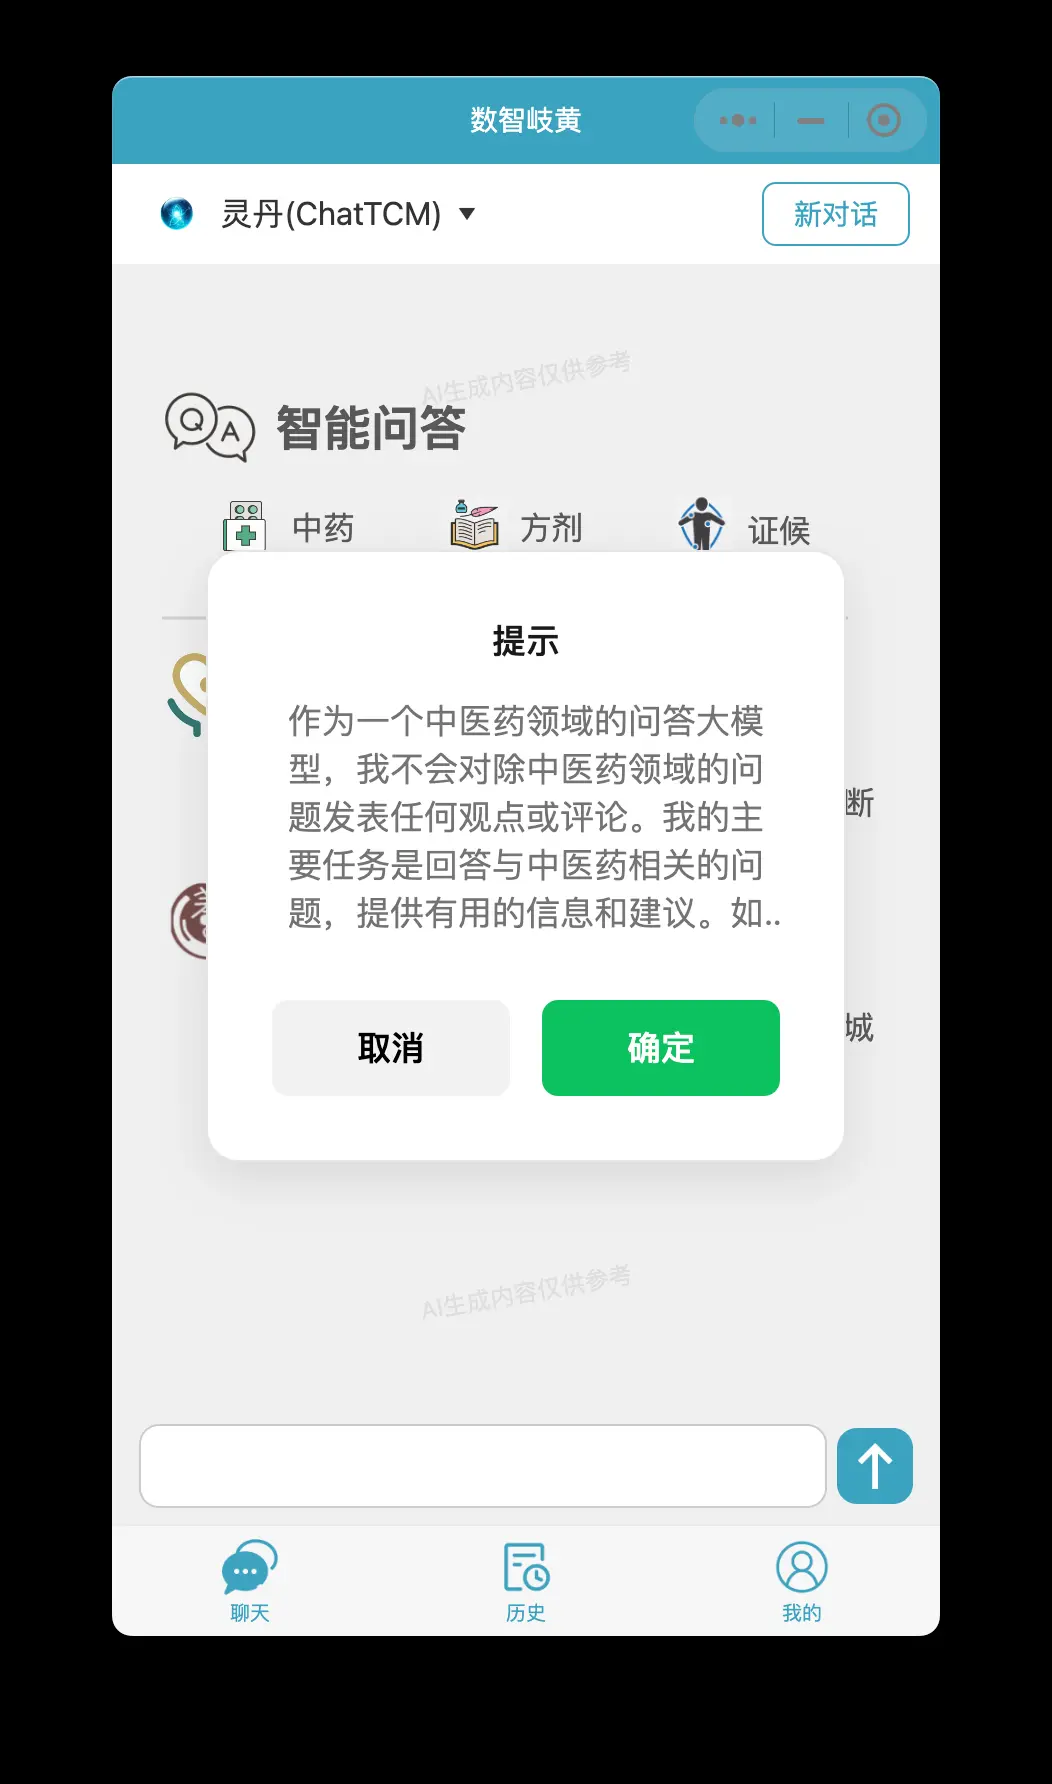 数智岐黄
灵丹(ChatTCM)
新对话
AI生成内容仅供参考
QA
智能问答
中药
方剂
证候
提示
作为一个中医药领域的问答大模
型，我不会对除中医药领域的问
题发表任何观点或评论。我的主
要任务是回答与中医药相关的问
题，提供有用的信息和建议。如..
断
取消
确定
城
AI生成内容仅供参考
聊天
历史
我的